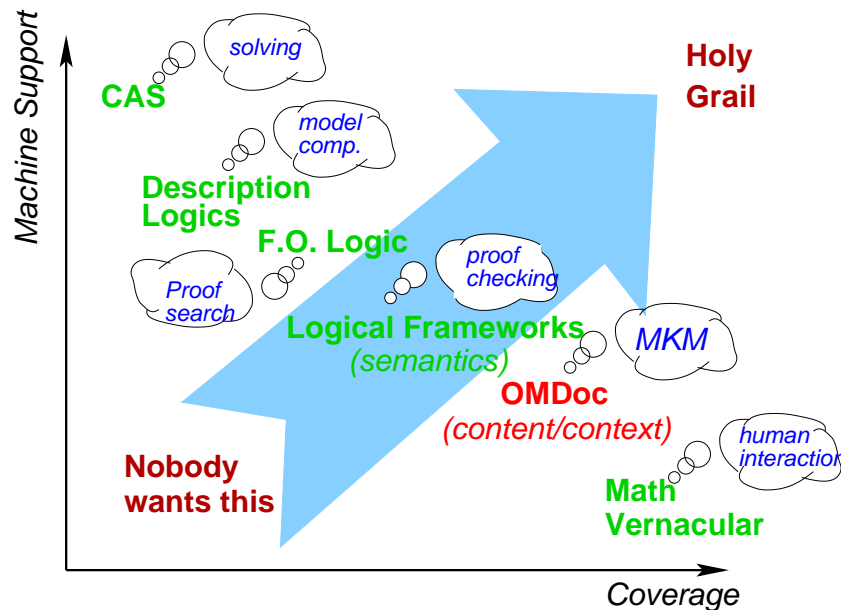 Machine Support
solving
CAS
Holy
Grail
model
comp.
Description
Logics
F.O. Logic
Proof
search
proof
checking
Logical Frameworks
(semantics)
MKM
OMDoc
(content/context)
human
interaction
Nobody
wants this
Math
Vernacular
Coverage